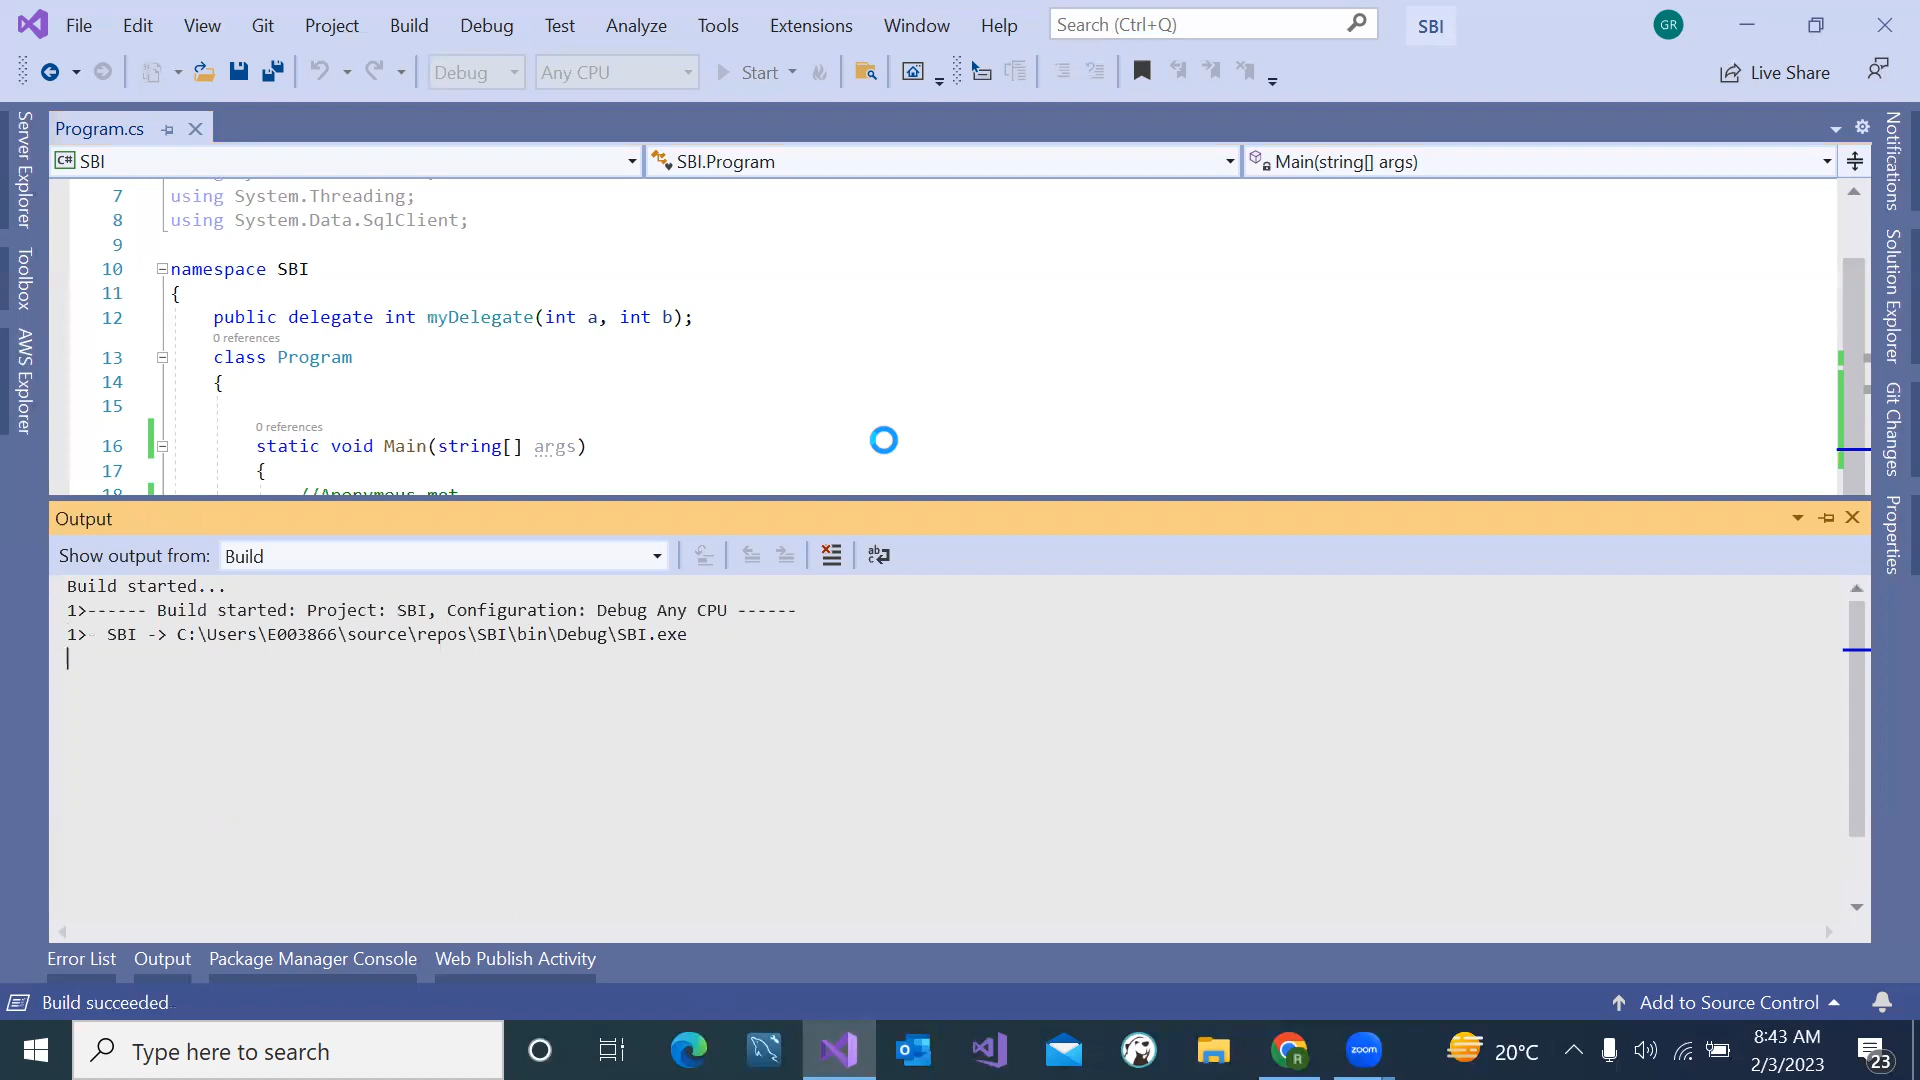 File Edit View Git Project Build Debug Test Analyze Tools Extensions Window Help Search (Ctrl+Q) SBI GR
Debug Any CPU Start Live Share
Program.cs
C# SBI SBI.Program Main(string[] args)
7 using System.Threading;
8 using System.Data.SqlClient;
9
10 namespace SBI
11 {
12 public delegate int myDelegate(int a, int b);
0 references
13 class Program
14 {
15
0 references
16 static void Main(string[] args)
17 {
18 //Anonymous met
Server Explorer
Toolbox
AWS Explorer
Notifications
Solution Explorer
Git Changes
Properties
Output
Show output from: Build
Build started...
1>------ Build started: Project: SBI, Configuration: Debug Any CPU ------
1> SBI -> C:\Users\E003866\source\repos\SBI\bin\Debug\SBI.exe
Error List Output Package Manager Console Web Publish Activity
Build succeeded
Add to Source Control
Type here to search
zoom
R
20°C
8:43 AM
2/3/2023
23